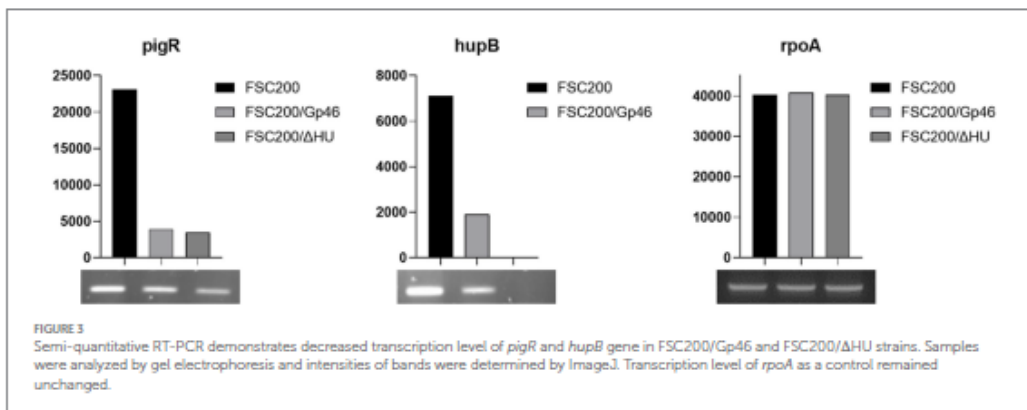 pigR
25000
20000
15000
10000
5000
0
FSC200
FSC200/Gp46
FSC200/ΔHU
hupB
8000
6000
4000
2000
0
FSC200
FSC200/Gp46
rpoA
40000
30000
20000
10000
0
FSC200
FSC200/Gp46
FSC200/ΔHU
FIGURE 3
Semi-quantitative RT-PCR demonstrates decreased transcription level of pigR and hupB gene in FSC200/Gp46 and FSC200/ΔHU strains. Samples
were analyzed by gel electrophoresis and intensities of bands were determined by ImageJ. Transcription level of rpoA as a control remained
unchanged.